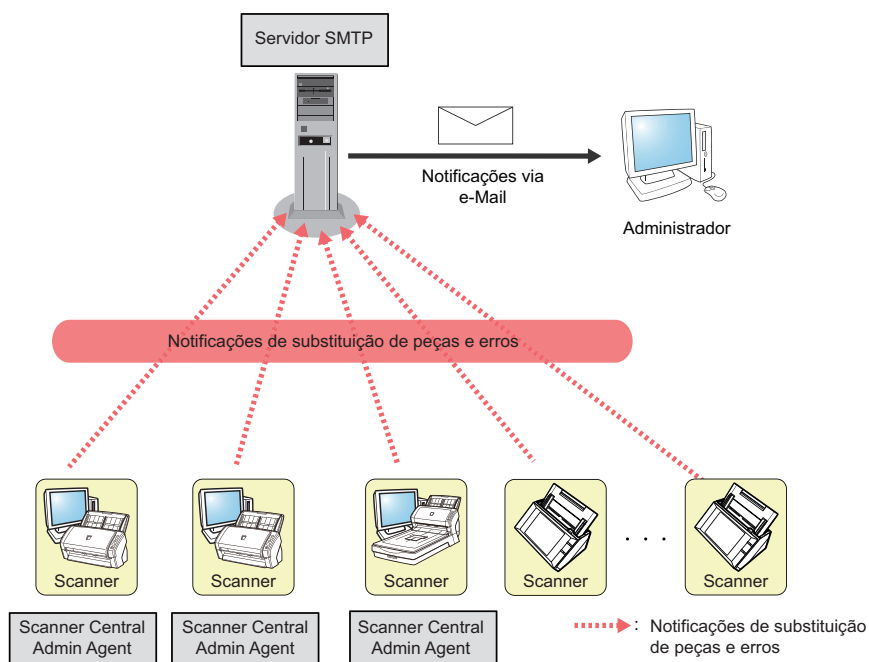 Servidor SMTP
Notificações via
e-Mail
Administrador
Notificações de substituição de peças e erros
Scanner
Scanner
Scanner
Scanner
. . .
Scanner
Scanner Central
Admin Agent
Scanner Central
Admin Agent
Scanner Central
Admin Agent
: Notificações de substituição
de peças e erros